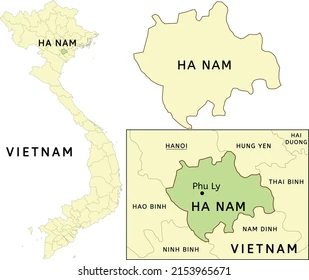 HA NAM
HA NAM
VIETNAM
HANOI
HUNG YEN
HAI
DUONG
THAI BINH
Phu Ly
HAO BINH
HA NAM
NAM DINH
NINH BINH
VIETNAM
shutterstock.com · 2153965671